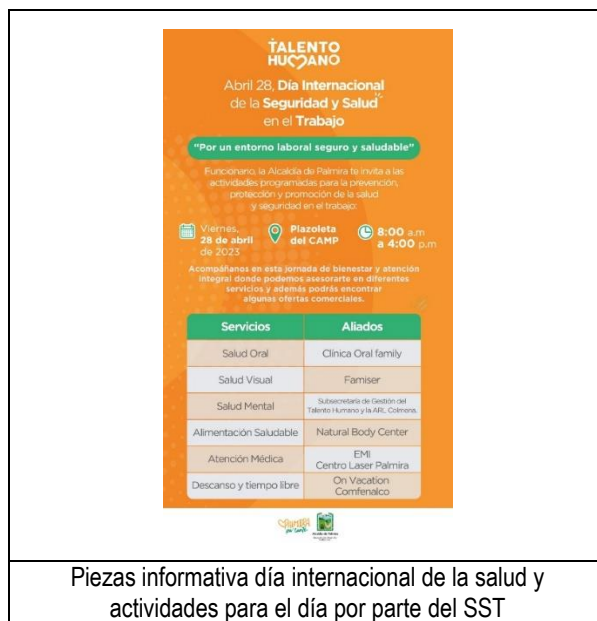 TALENTO
HUMANO
Abril 28, Día Internacional
de la Seguridad y Salud
en el Trabajo
"Por un entorno laboral seguro y saludable"
Funcionario, la Alcaldía de Palmira te invita a las
actividades programadas para la prevención,
protección y promoción de la salud
y seguridad en el trabajo:
Viernes,
28 de abril
de 2023
Plazoleta
del CAMP
8:00 a.m
a 4:00 p.m
Acompáñanos en esta jornada de bienestar y atención
integral donde podemos asesorarte en diferentes
servicios y además podrás encontrar
algunas ofertas comerciales.
Servicios Aliados
Salud Oral Clínica Oral family
Salud Visual Famiser
Salud Mental Subsecretaría de Gestión del
Talento Humano y la ARL Colmena.
Alimentación Saludable Natural Body Center
Atención Médica EMI
Centro Laser Palmira
Descanso y tiempo libre On Vacation
Comfenalco
Piezas informativa día internacional de la salud y
actividades para el día por parte del SST